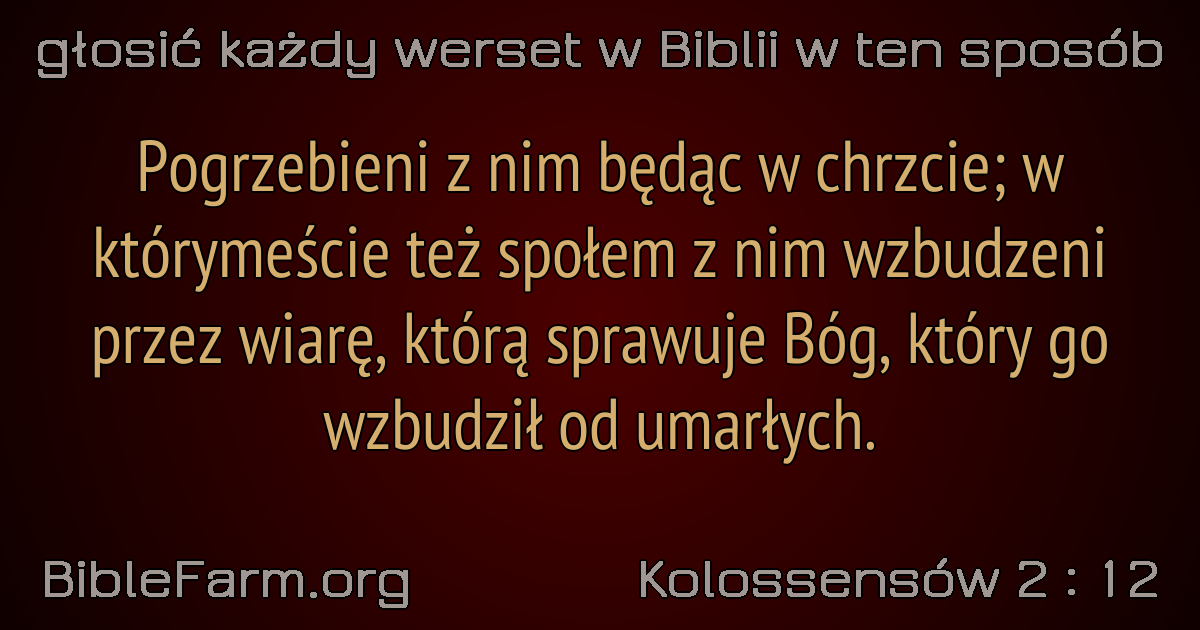 głosić każdy werset w Biblii w ten sposób
Pogrzebieni z nim będąc w chrzcie; w
którymeście też społem z nim wzbudzeni
przez wiarę, którą sprawuje Bóg, który go
wzbudził od umarłych.
BibleFarm.org
Kolossensów 2 : 12